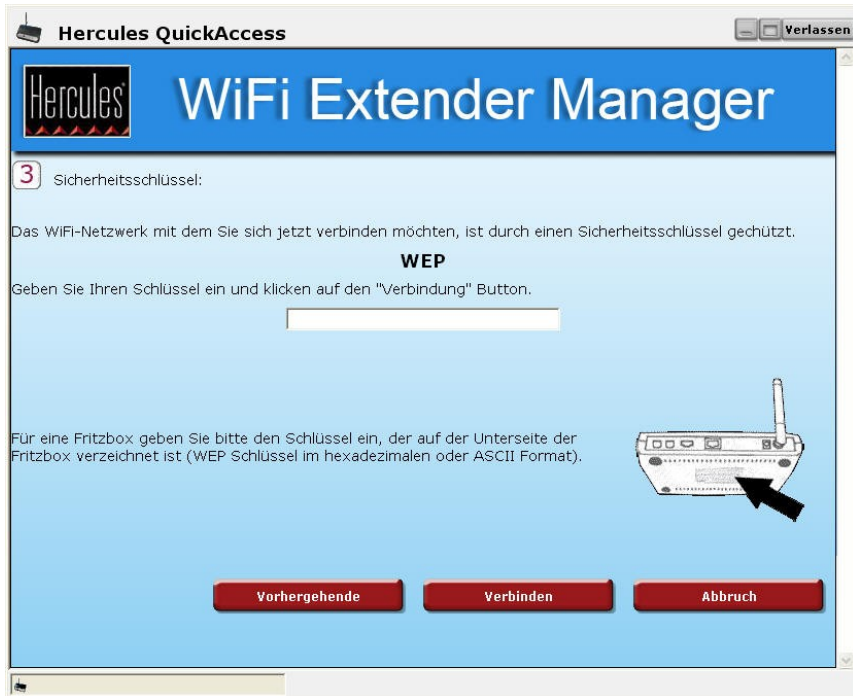 Hercules QuickAccess
Verlassen
Hercules
WiFi Extender Manager
3 Sicherheitsschlüssel:
Das WiFi-Netzwerk mit dem Sie sich jetzt verbinden möchten, ist durch einen Sicherheitsschlüssel gechützt.
WEP
Geben Sie Ihren Schlüssel ein und klicken auf den "Verbindung" Button.
Für eine Fritzbox geben Sie bitte den Schlüssel ein, der auf der Unterseite der
Fritzbox verzeichnet ist (WEP Schlüssel im hexadezimalen oder ASCII Format).
Vorhergehende
Verbinden
Abbruch